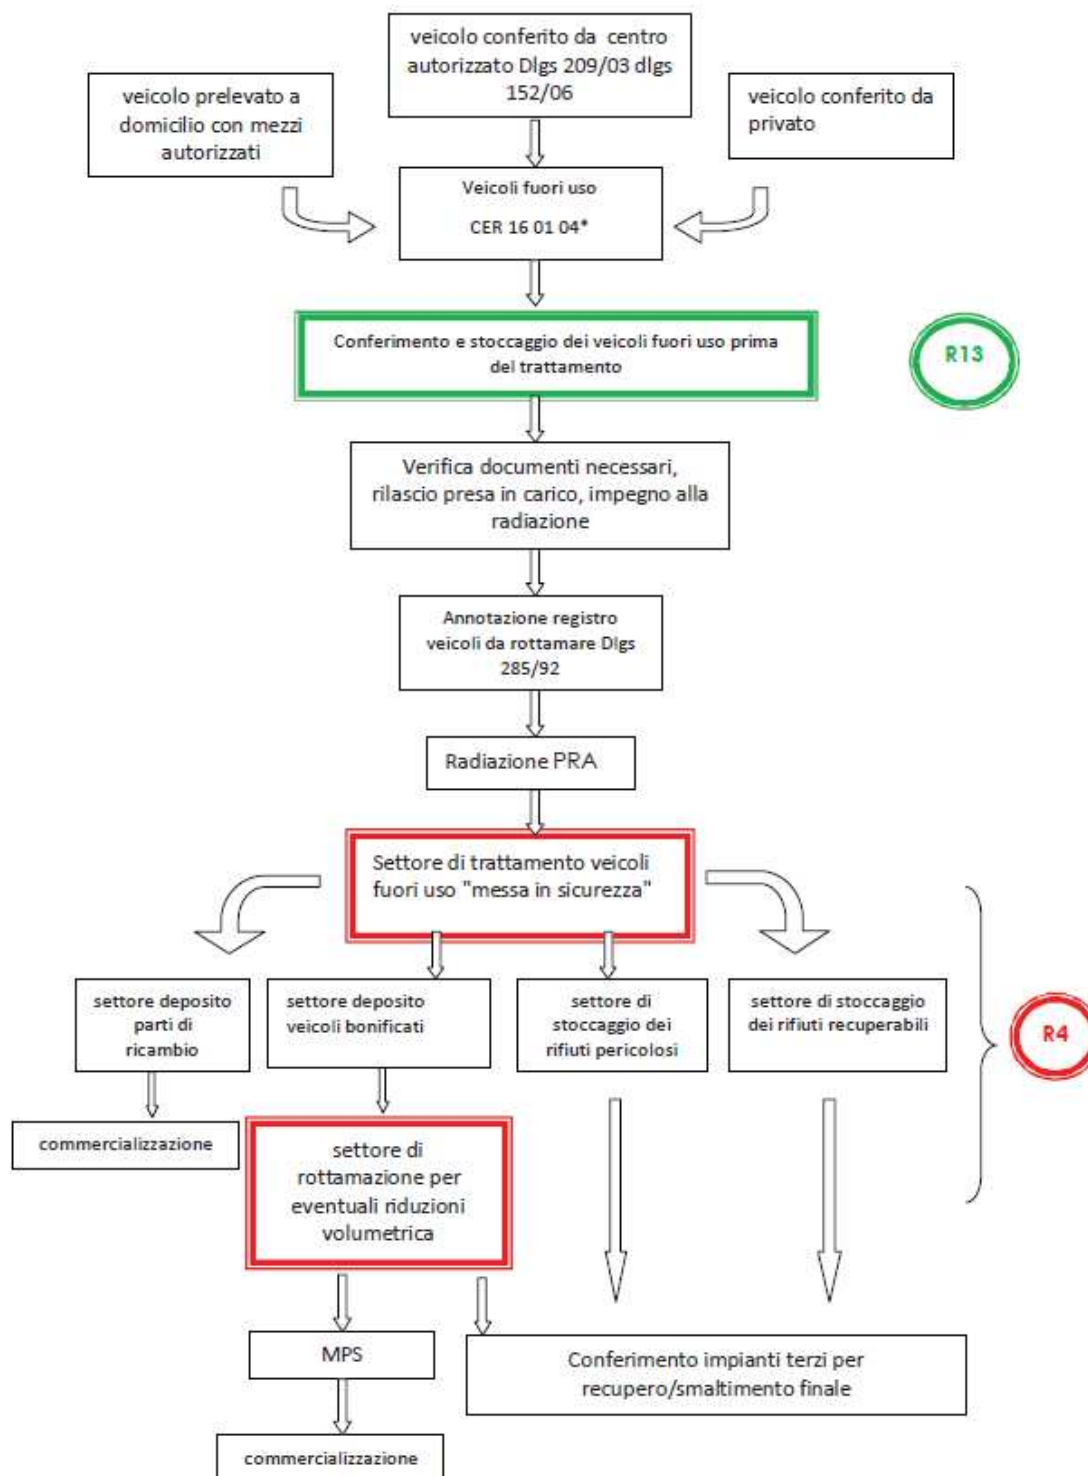 veicolo conferito da centro
autorizzato Dlgs 209/03 dlgs
152/06
veicolo prelevato a
domicilio con mezzi
autorizzati
veicolo conferito da
privato
Veicoli fuori uso
CER 16 01 04*
Conferimento e stoccaggio dei veicoli fuori uso prima
del trattamento
R13
Verifica documenti necessari,
rilascio presa in carico, impegno alla
radiazione
Annotazione registro
veicoli da rottamare Dlgs
285/92
Radiazione PRA
Settore di trattamento veicoli
fuori uso "messa in sicurezza"
settore deposito
parti di
ricambio
settore deposito
veicoli bonificati
settore di
stoccaggio dei
rifiuti pericolosi
settore di stoccaggio
dei rifiuti recuperabili
R4
commercializzazione
settore di
rottamazione per
eventuali riduzioni
volumetrica
MPS
Conferimento impianti terzi per
recupero/smaltimento finale
commercializzazione